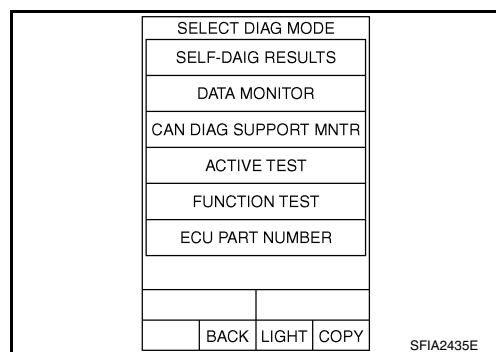 SELECT DIAG MODE
SELF-DAIG RESULTS
DATA MONITOR
CAN DIAG SUPPORT MNTR
ACTIVE TEST
FUNCTION TEST
ECU PART NUMBER
BACK LIGHT COPY
SFIA2435E